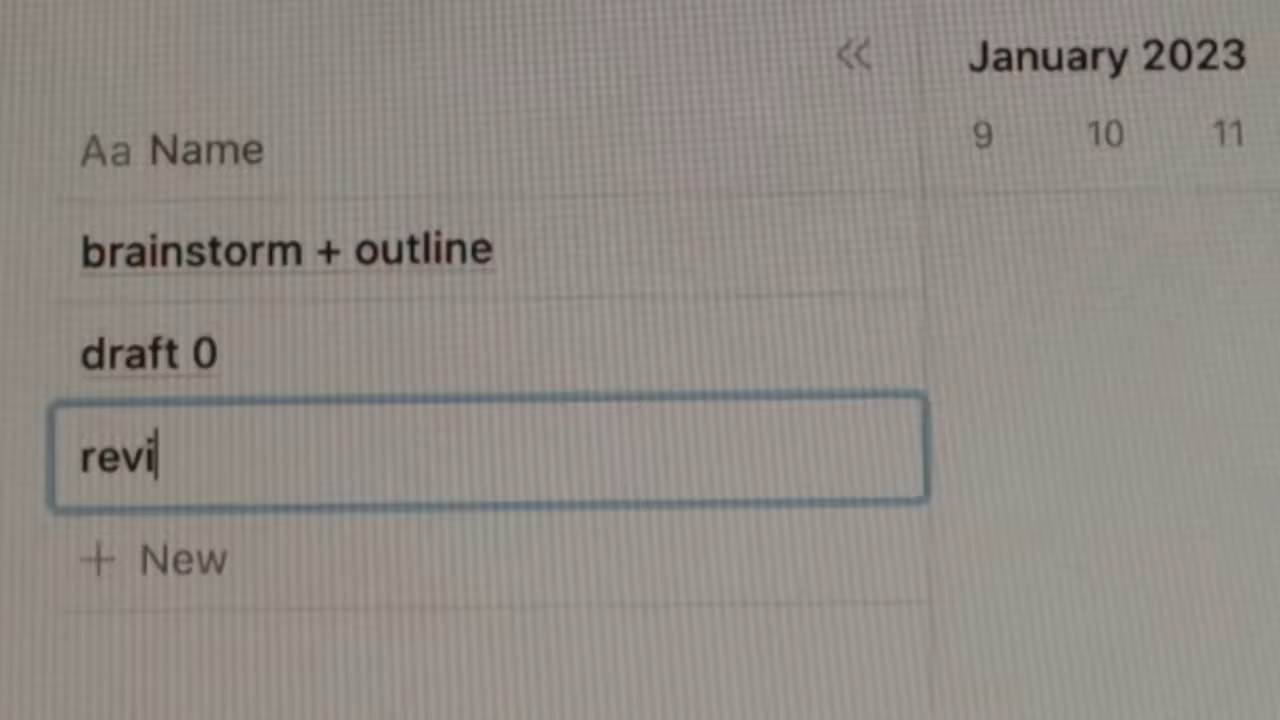 January 2023
9 10 11
Aa Name
brainstorm + outline
draft 0
revi
+ New